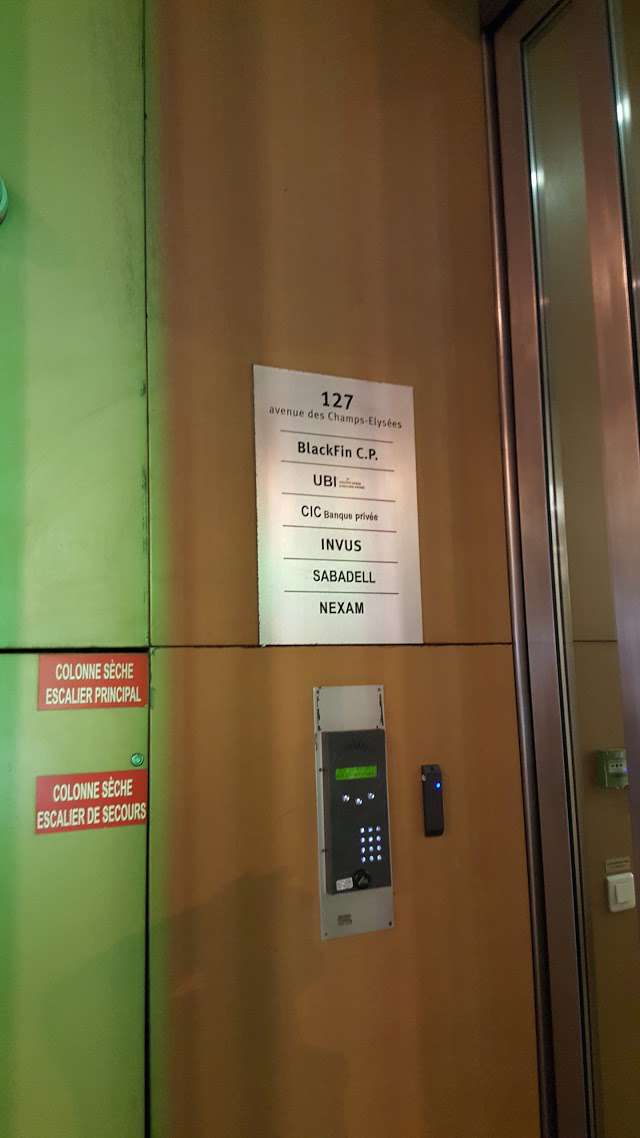 127
avenue des Champs-Elysées
BlackFin C.P.
UBI
CIC Banque privée
INVUS
SABADELL
NEXAM
COLONNE SÈCHE
ESCALIER PRINCIPAL
COLONNE SÈCHE
ESCALIER DE SECOURS